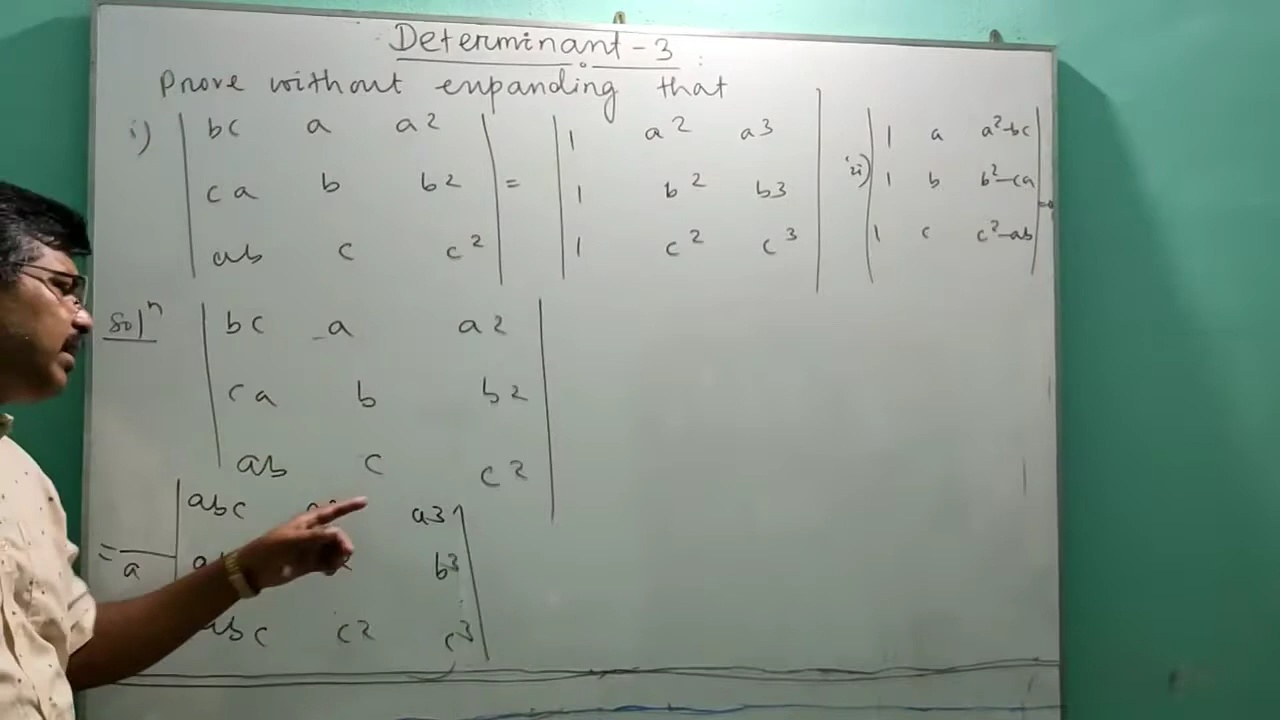 Determinant - 3
Prove without enpanding that
i) | bc a a2 | = | 1 a2 a3 | ii) | 1 a a2-bc |
| ca b b2 | | 1 b2 b3 | | 1 b b2-ca | =0
| ab c c2 | | 1 c2 c3 | | 1 c c2-ab |
Soln | bc a a2 |
| ca b b2 |
| ab c c2 |
| abc a3 |
= — a | b3 |
abc c2 c3 |